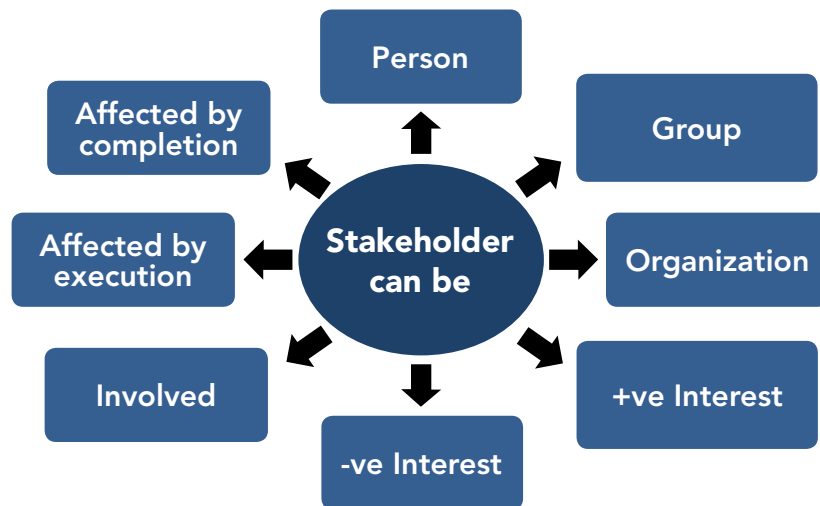 Person
Affected by
completion
Group
Stakeholder
can be
Affected by
execution
Organization
Involved
+ve Interest
-ve Interest